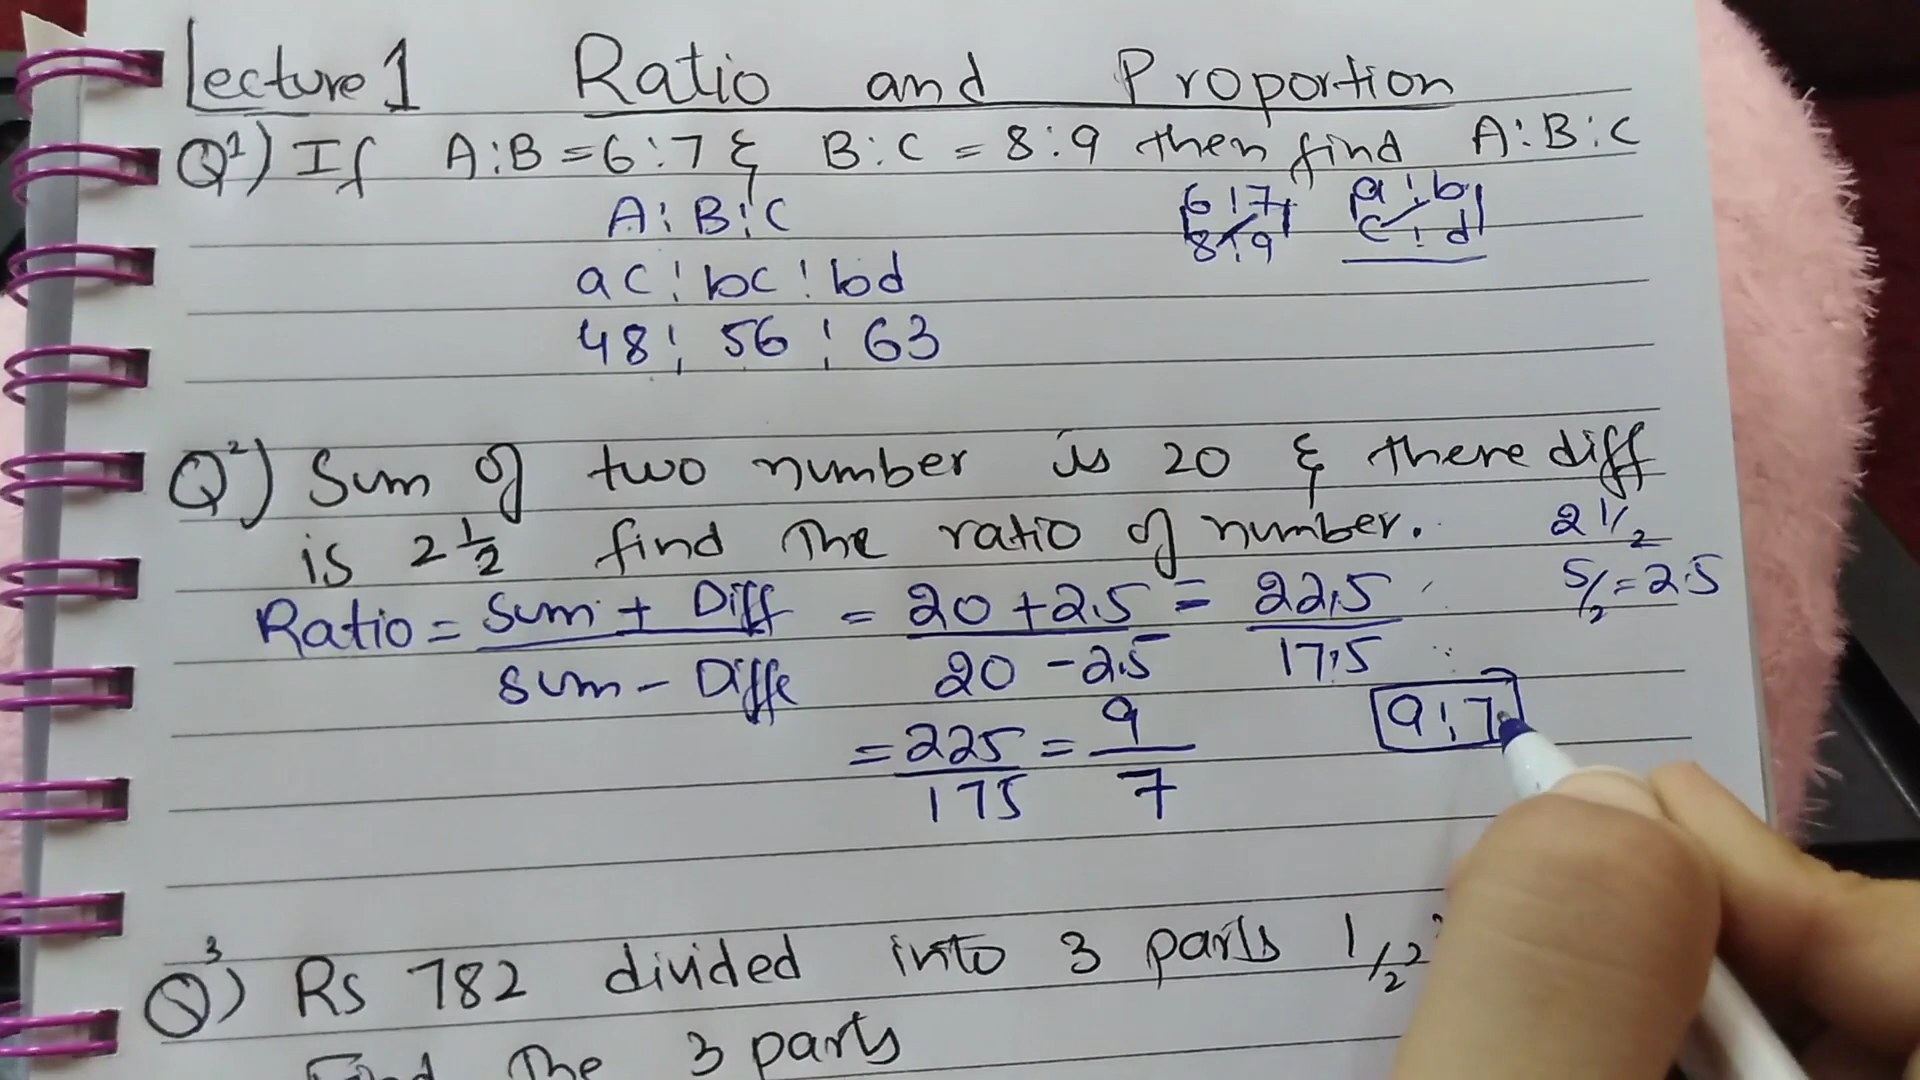 Lecture 1 Ratio and Proportion
Q1) If A:B = 6:7 & B:C = 8:9 then find A:B:C
A:B:C
6:7 a:b
8:9 c:d
ac:bc:bd
48:56:63
Q2) Sum of two number is 20 & there diff
is 2 1/2 find the ratio of number.
2 1/2
5/2 = 2.5
Ratio = Sum + Diff / Sum - Diffe = 20 + 2.5 / 20 - 2.5 = 22.5 / 17.5
= 225/175 = 9/7
9:7
Q3) Rs 782 divided into 3 parts 1/2
Find the 3 parts